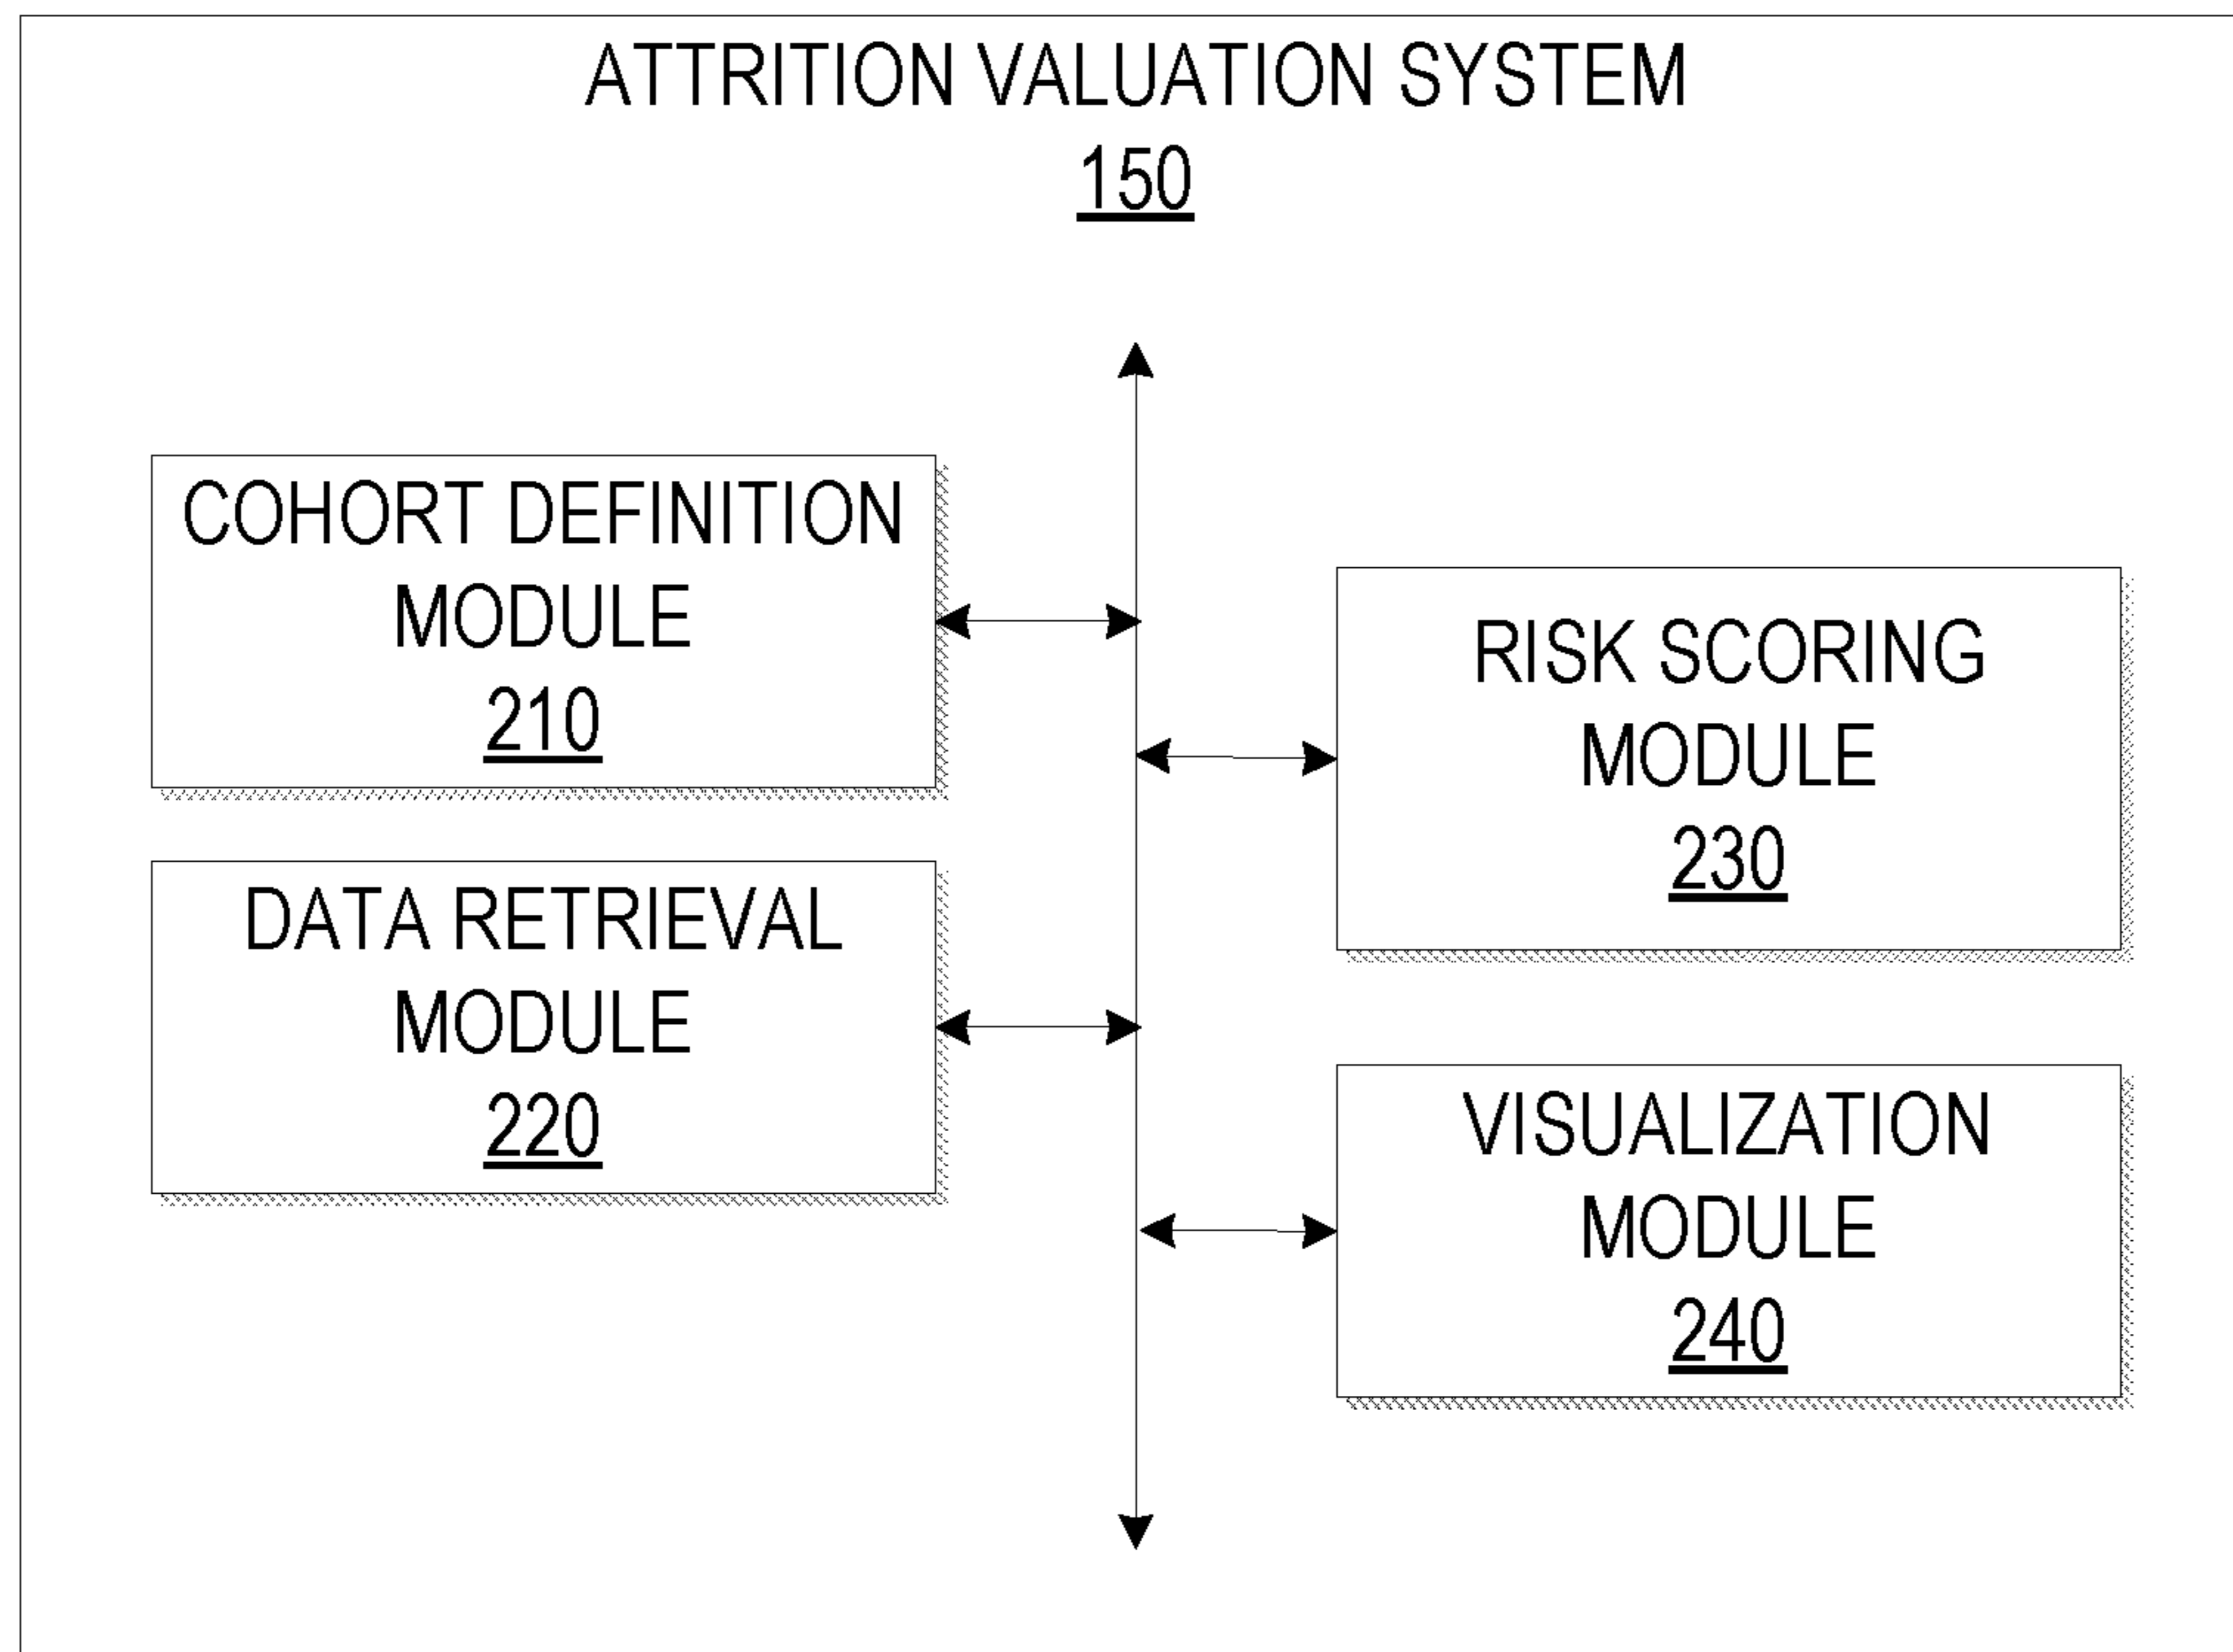 ATTRITION VALUATION SYSTEM
150
COHORT DEFINITION
MODULE
210
DATA RETRIEVAL
MODULE
220
RISK SCORING
MODULE
230
VISUALIZATION
MODULE
240